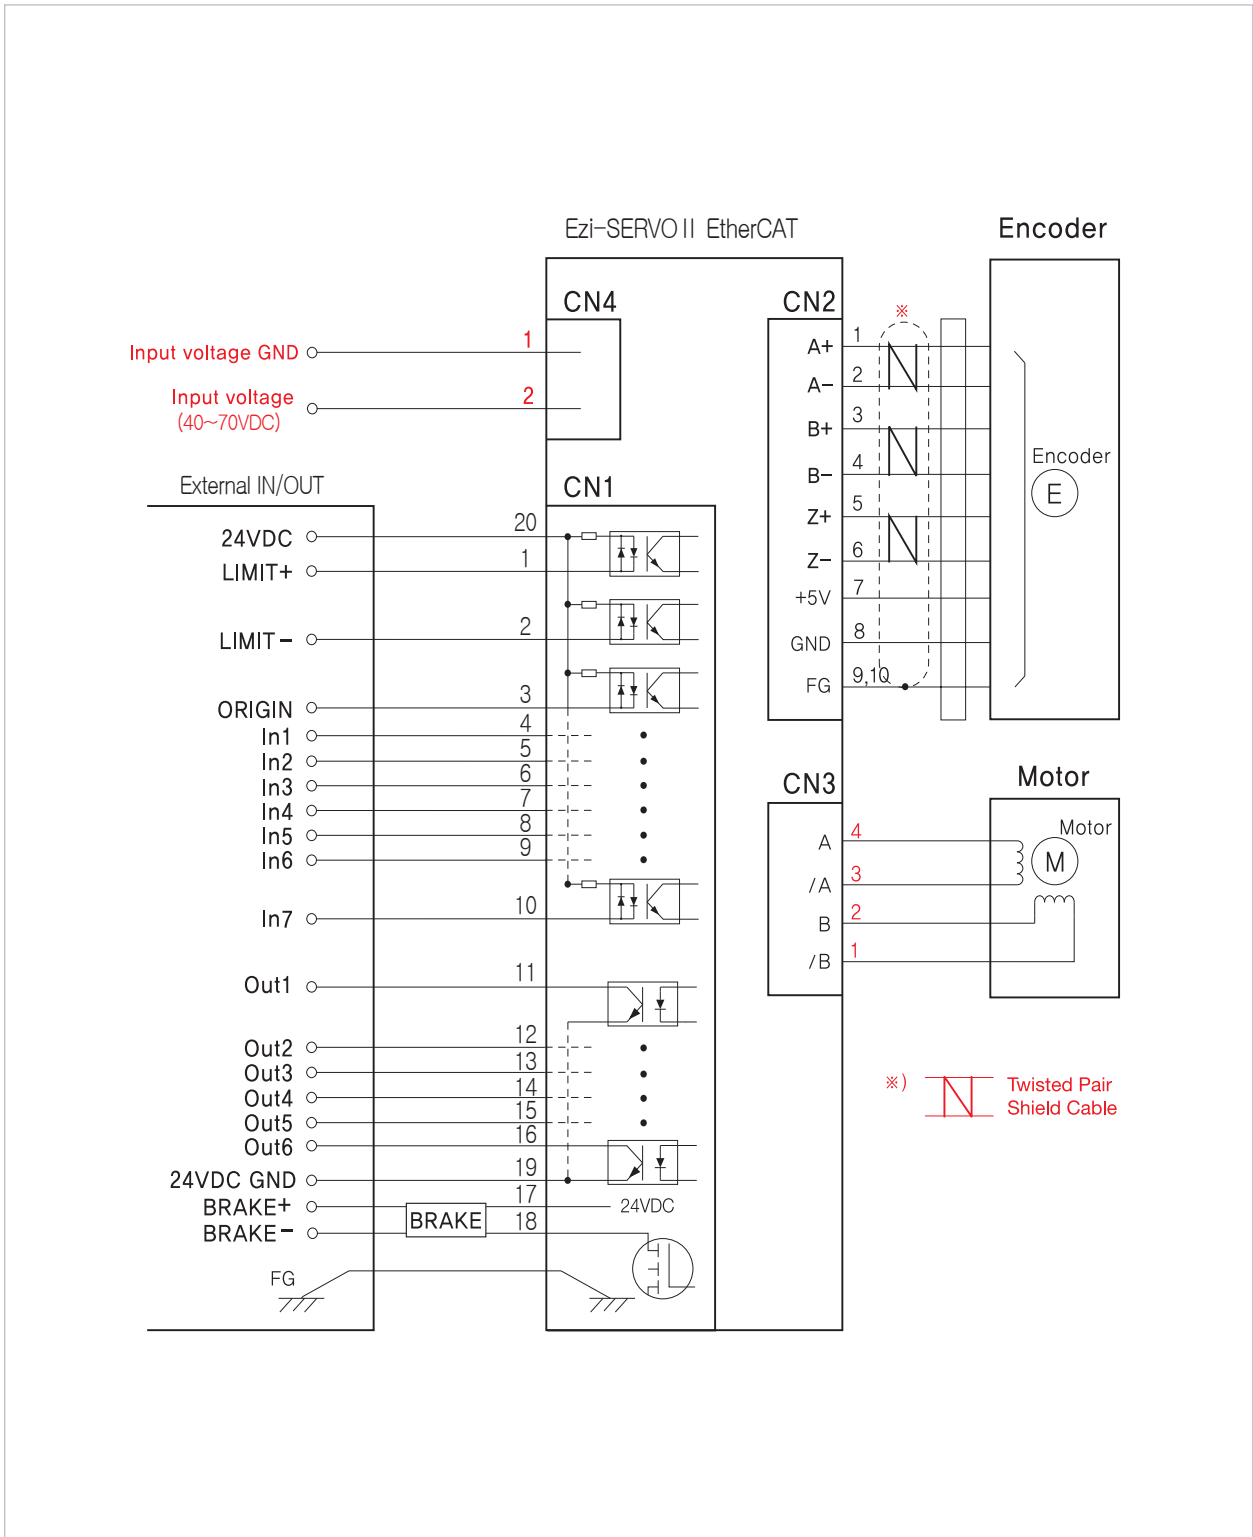 Ezi-SERVO II EtherCAT
Encoder
CN4
CN2
※
Input voltage GND
1
Input voltage
(40~70VDC)
2
A+ 1
A- 2
B+ 3
B- 4
Z+ 5
Z- 6
+5V 7
GND 8
FG 9,10
Encoder
E
External IN/OUT
CN1
24VDC 20
LIMIT+ 1
LIMIT- 2
ORIGIN 3
In1 4
In2 5
In3 6
In4 7
In5 8
In6 9
In7 10
Out1 11
Out2 12
Out3 13
Out4 14
Out5 15
Out6 16
24VDC GND 19
BRAKE+ 17
BRAKE- 18
BRAKE
24VDC
FG
CN3
Motor
A 4
/A 3
B 2
/B 1
Motor
M
※) Twisted Pair
Shield Cable